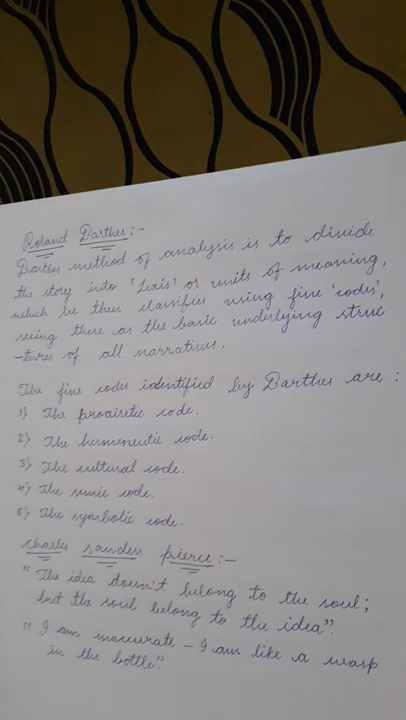 Roland Barthes:-
Barthes method of analysis is to divide
the story into 'Lexis' or units of meaning,
which he then classifies using five 'codes',
seeing these as the basic underlying struc
-tures of all narratives.
The five codes identified by Barthes are :
1) The proairetic code.
2) The hermeneutic code.
3) The cultural code.
4) The semic code.
5) The symbolic code.
Charles sanders pierce:-
"The idea doesn't belong to the soul;
but the soul belong to the idea".
"I am inaccurate - I am like a wasp
in the bottle".